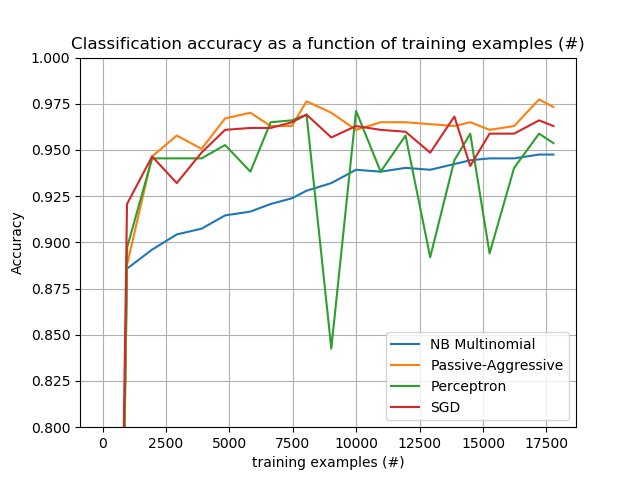 Classification accuracy as a function of training examples (#)
1.000
0.975
0.950
0.925
0.900
0.875
0.850
0.825
0.800
Accuracy
NB Multinomial
Passive-Aggressive
Perceptron
SGD
0 2500 5000 7500 10000 12500 15000 17500
training examples (#)